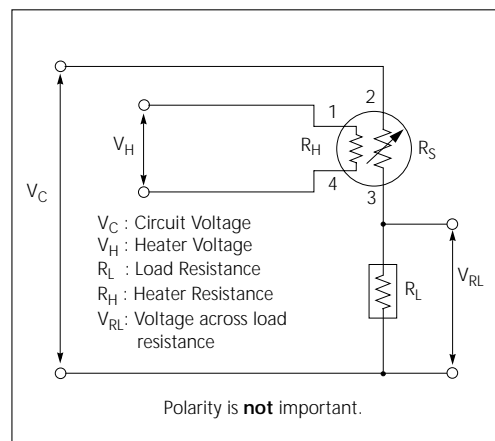 2
1
V_H
R_H
R_S
4
3
V_C
V_C : Circuit Voltage
V_H : Heater Voltage
R_L : Load Resistance
R_H : Heater Resistance
V_RL: Voltage across load
resistance
R_L
V_RL
Polarity is not important.